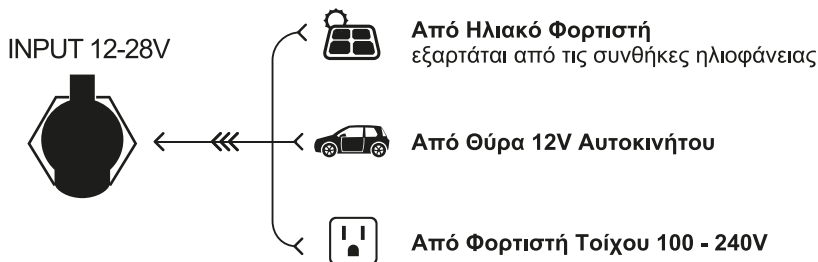 INPUT 12-28V
Από Ηλιακό Φορτιστή
εξαρτάται από τις συνθήκες ηλιοφάνειας
Από Θύρα 12V Αυτοκινήτου
Από Φορτιστή Τοίχου 100 - 240V